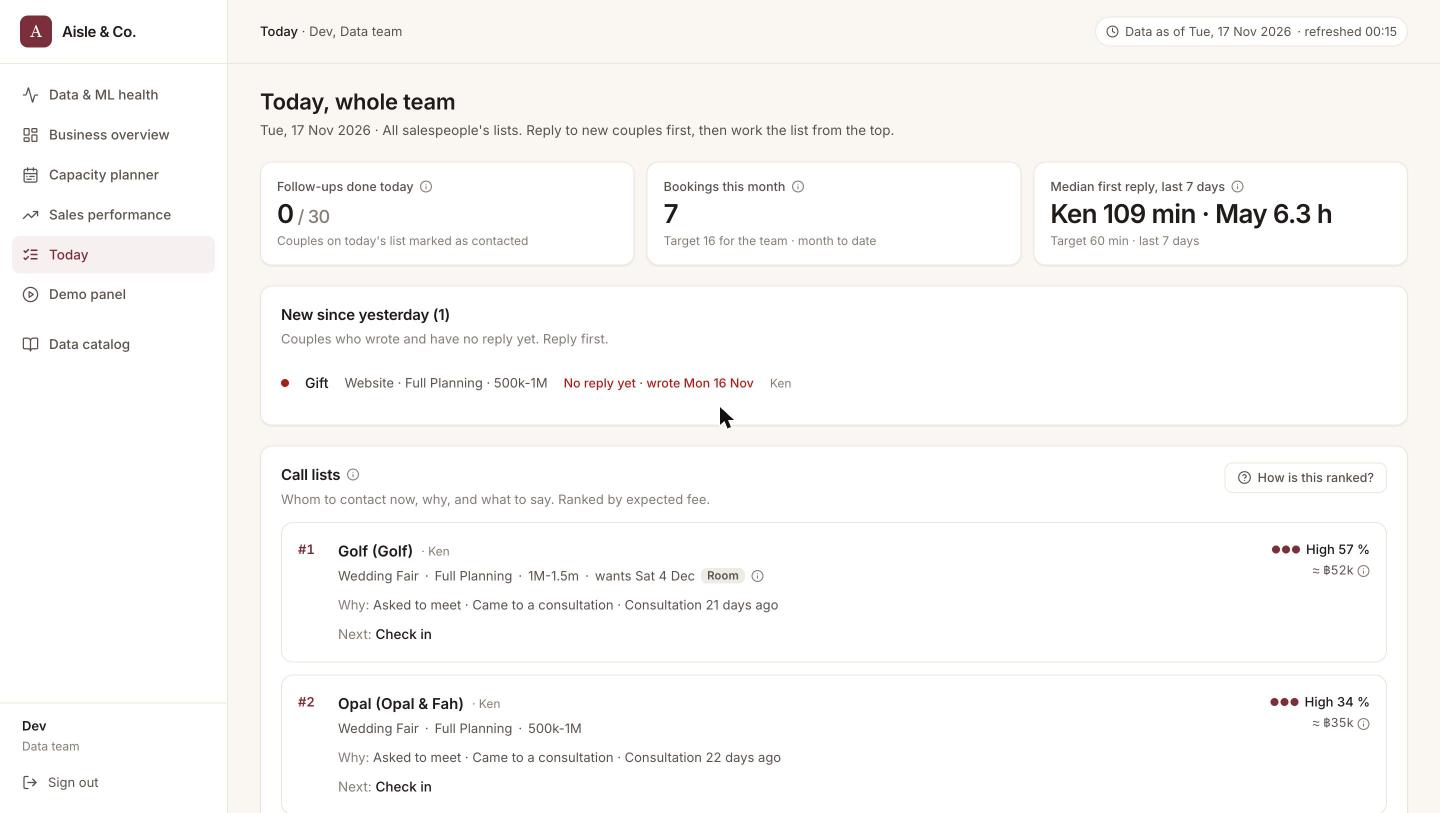 A Aisle & Co.
Today · Dev, Data team
Data as of Tue, 17 Nov 2026 · refreshed 00:15
Data & ML health
Business overview
Capacity planner
Sales performance
Today
Demo panel
Data catalog
Dev
Data team
Sign out
Today, whole team
Tue, 17 Nov 2026 · All salespeople's lists. Reply to new couples first, then work the list from the top.
Follow-ups done today
0 / 30
Couples on today's list marked as contacted
Bookings this month
7
Target 16 for the team · month to date
Median first reply, last 7 days
Ken 109 min · May 6.3 h
Target 60 min · last 7 days
New since yesterday (1)
Couples who wrote and have no reply yet. Reply first.
Gift Website · Full Planning · 500k-1M No reply yet · wrote Mon 16 Nov Ken
Call lists
How is this ranked?
Whom to contact now, why, and what to say. Ranked by expected fee.
#1 Golf (Golf) · Ken High 57 %
Wedding Fair · Full Planning · 1M-1.5m · wants Sat 4 Dec Room ≈ ฿52k
Why: Asked to meet · Came to a consultation · Consultation 21 days ago
Next: Check in
#2 Opal (Opal & Fah) · Ken High 34 %
Wedding Fair · Full Planning · 500k-1M ≈ ฿35k
Why: Asked to meet · Came to a consultation · Consultation 22 days ago
Next: Check in